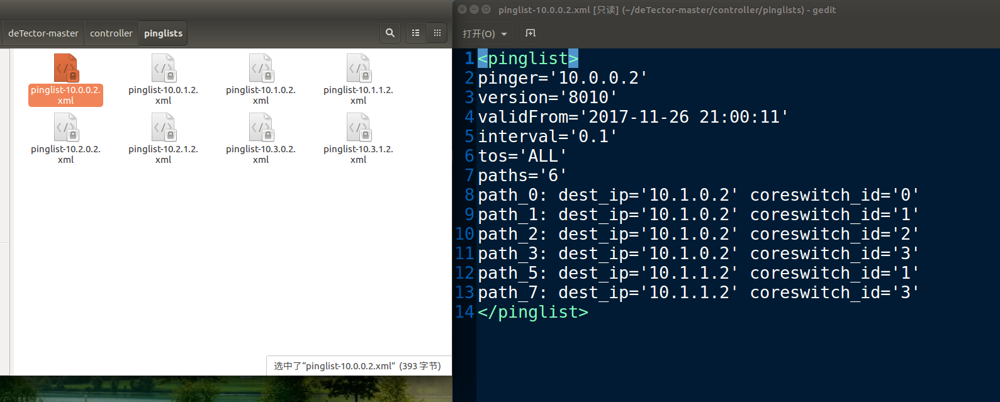 deTector-master controller pinglists
pinglist-10.0.0.2.
xml
pinglist-10.0.1.2.
xml
pinglist-10.1.0.2.
xml
pinglist-10.1.1.2.
xml
pinglist-10.2.0.2.
xml
pinglist-10.2.1.2.
xml
pinglist-10.3.0.2.
xml
pinglist-10.3.1.2.
xml
选中了“pinglist-10.0.0.2.xml” (393 字节)
pinglist-10.0.0.2.xml [只读] (~/deTector-master/controller/pinglists) - gedit
打开(O)
1 <pinglist>
2 pinger='10.0.0.2'
3 version='8010'
4 validFrom='2017-11-26 21:00:11'
5 interval='0.1'
6 tos='ALL'
7 paths='6'
8 path_0: dest_ip='10.1.0.2' coreswitch_id='0'
9 path_1: dest_ip='10.1.0.2' coreswitch_id='1'
10 path_2: dest_ip='10.1.0.2' coreswitch_id='2'
11 path_3: dest_ip='10.1.0.2' coreswitch_id='3'
12 path_5: dest_ip='10.1.1.2' coreswitch_id='1'
13 path_7: dest_ip='10.1.1.2' coreswitch_id='3'
14 </pinglist>